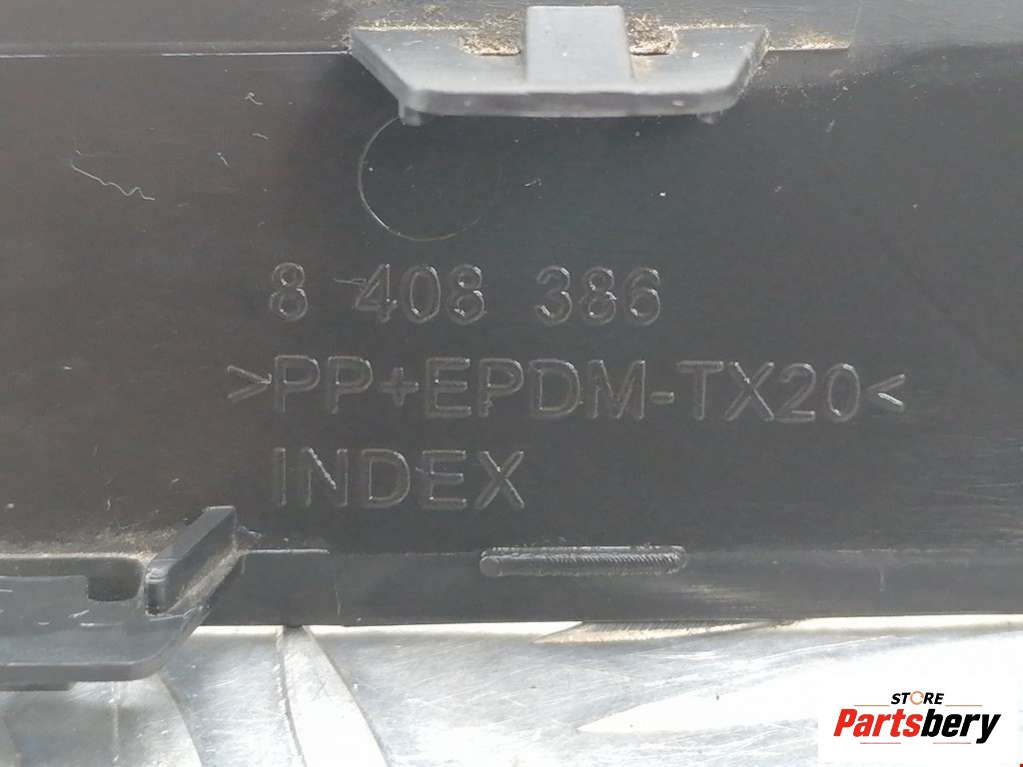 8 408 386
>PP+EPDM-TX20<
INDEX
STORE
Partsbery